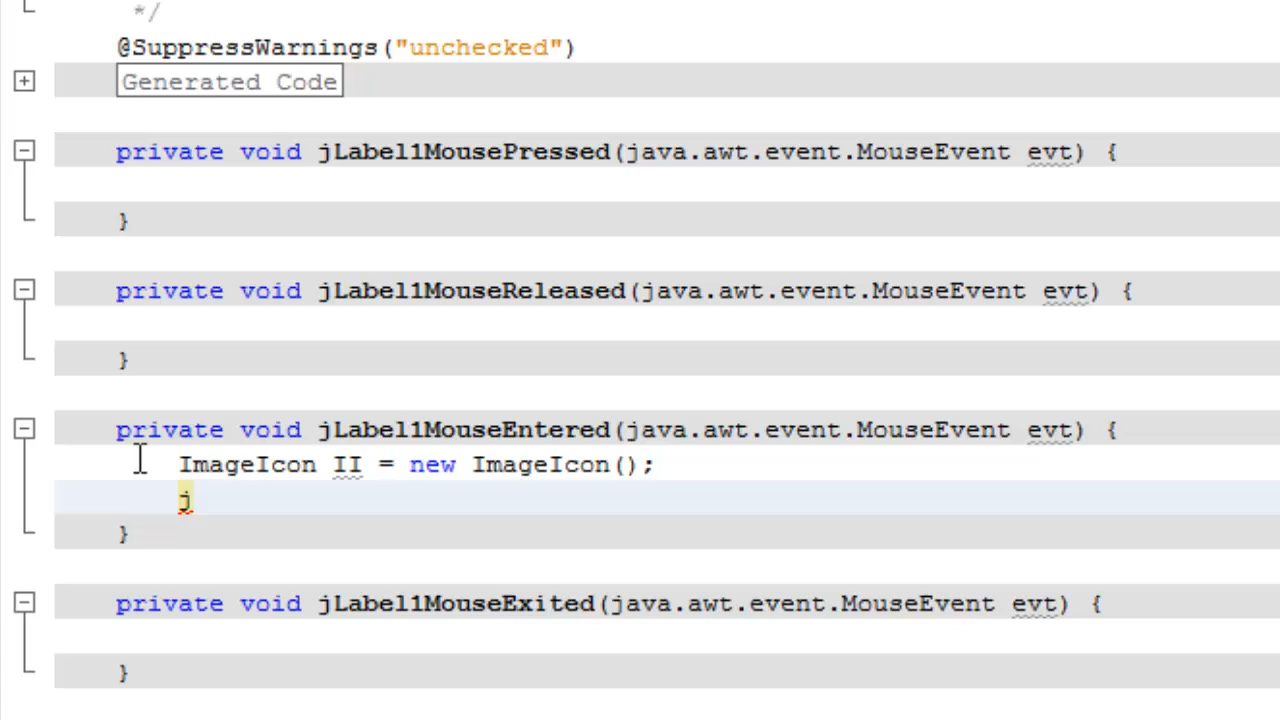 */
@SuppressWarnings("unchecked")
Generated Code
private void jLabel1MousePressed(java.awt.event.MouseEvent evt) {
}
private void jLabel1MouseReleased(java.awt.event.MouseEvent evt) {
}
private void jLabel1MouseEntered(java.awt.event.MouseEvent evt) {
ImageIcon II = new ImageIcon();
j
}
private void jLabel1MouseExited(java.awt.event.MouseEvent evt) {
}